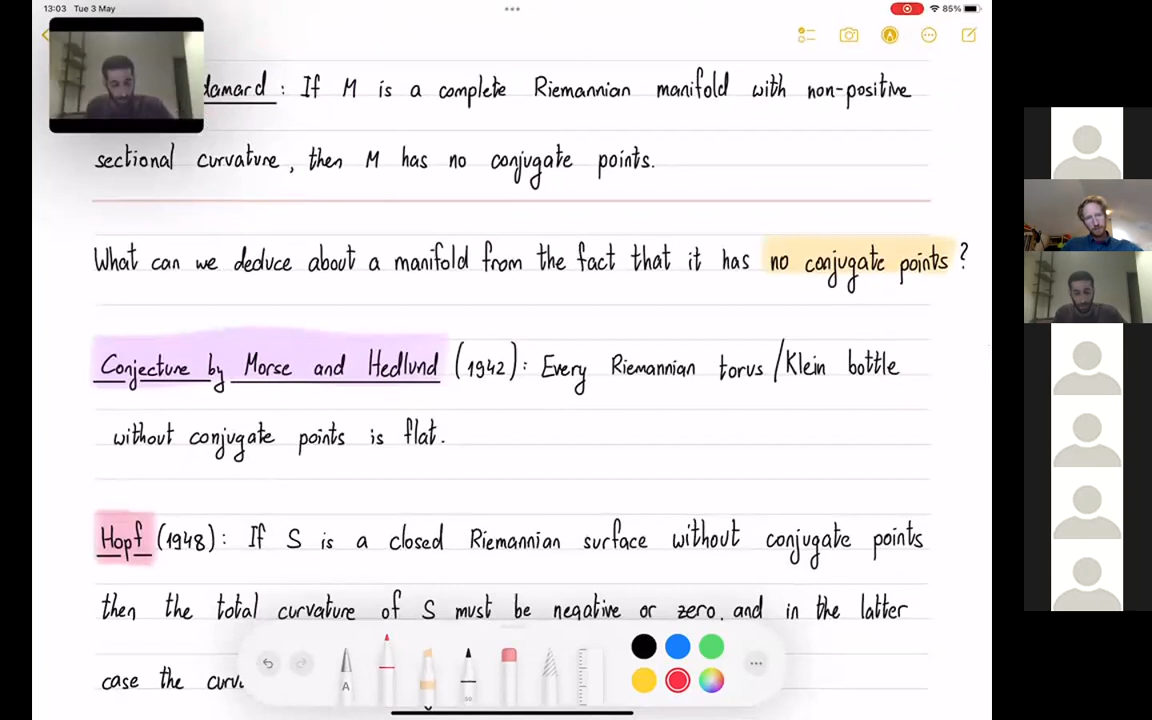 13:03 Tue 3 May
85%
: If M is a complete Riemannian manifold with non-positive
sectional curvature, then M has no conjugate points.
What can we deduce about a manifold from the fact that it has no conjugate points?
Conjecture by Morse and Hedlund (1942): Every Riemannian torus/Klein bottle
without conjugate points is flat.
Hopf (1948): If S is a closed Riemannian surface without conjugate points
then the total curvature of S must be negative or zero, and in the latter
case the
A
50